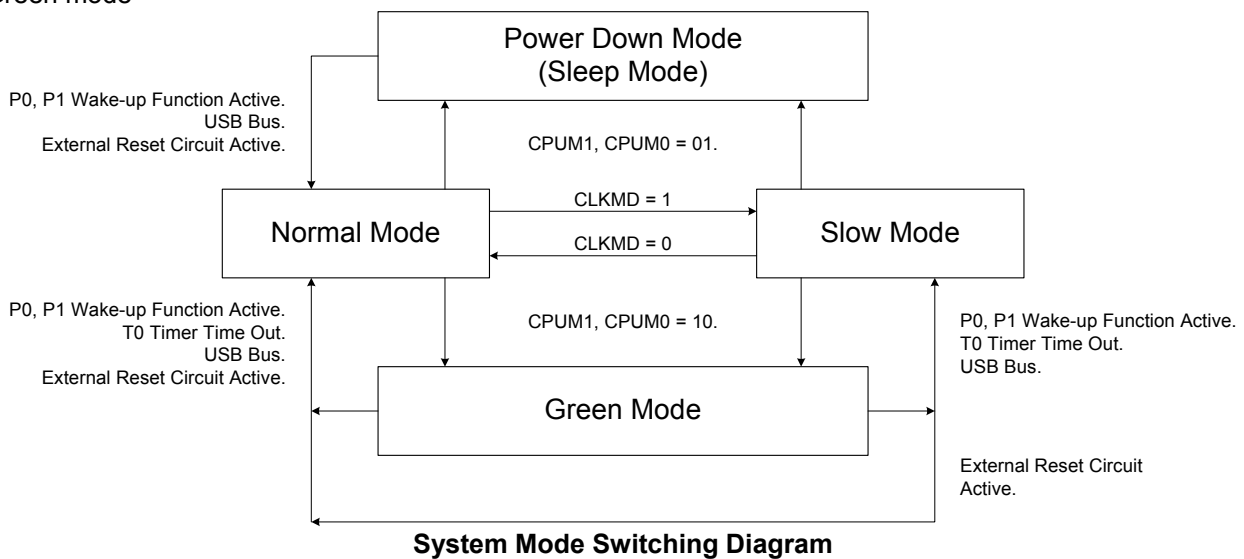 Power Down Mode
(Sleep Mode)
P0, P1 Wake-up Function Active.
USB Bus.
External Reset Circuit Active.
CPUM1, CPUM0 = 01.
CLKMD = 1
Normal Mode
Slow Mode
CLKMD = 0
P0, P1 Wake-up Function Active.
T0 Timer Time Out.
USB Bus.
External Reset Circuit Active.
CPUM1, CPUM0 = 10.
P0, P1 Wake-up Function Active.
T0 Timer Time Out.
USB Bus.
Green Mode
External Reset Circuit
Active.
System Mode Switching Diagram